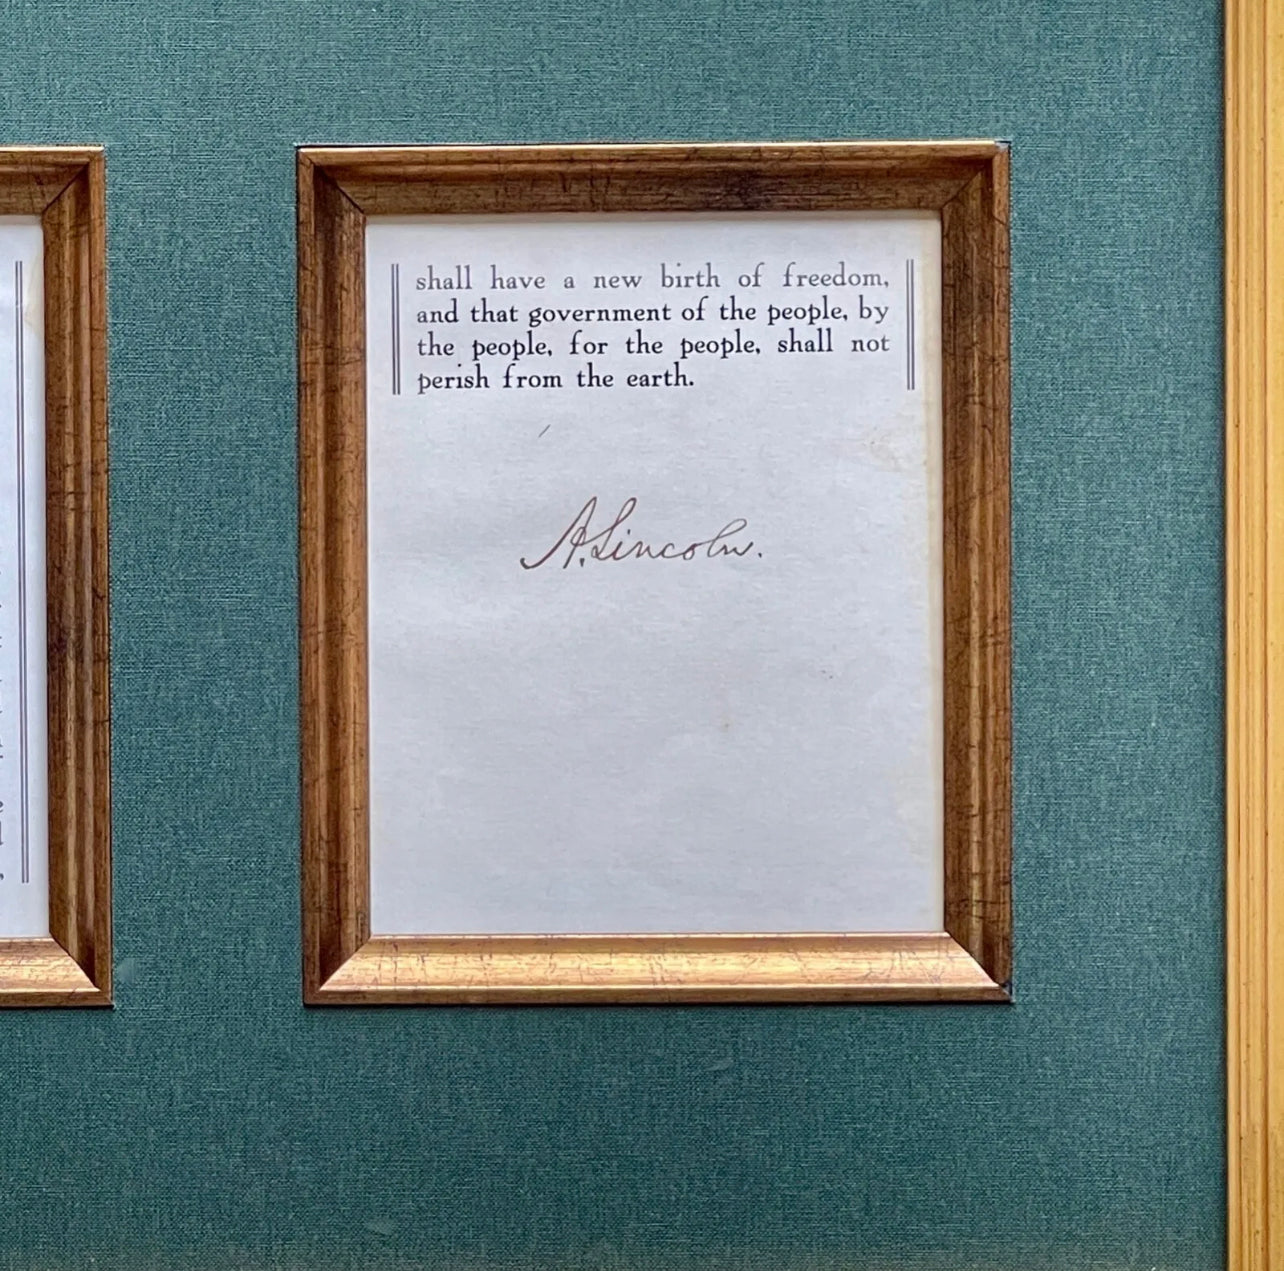 shall have a new birth of freedom,
and that government of the people, by
the people, for the people, shall not
perish from the earth.
A. Lincoln.